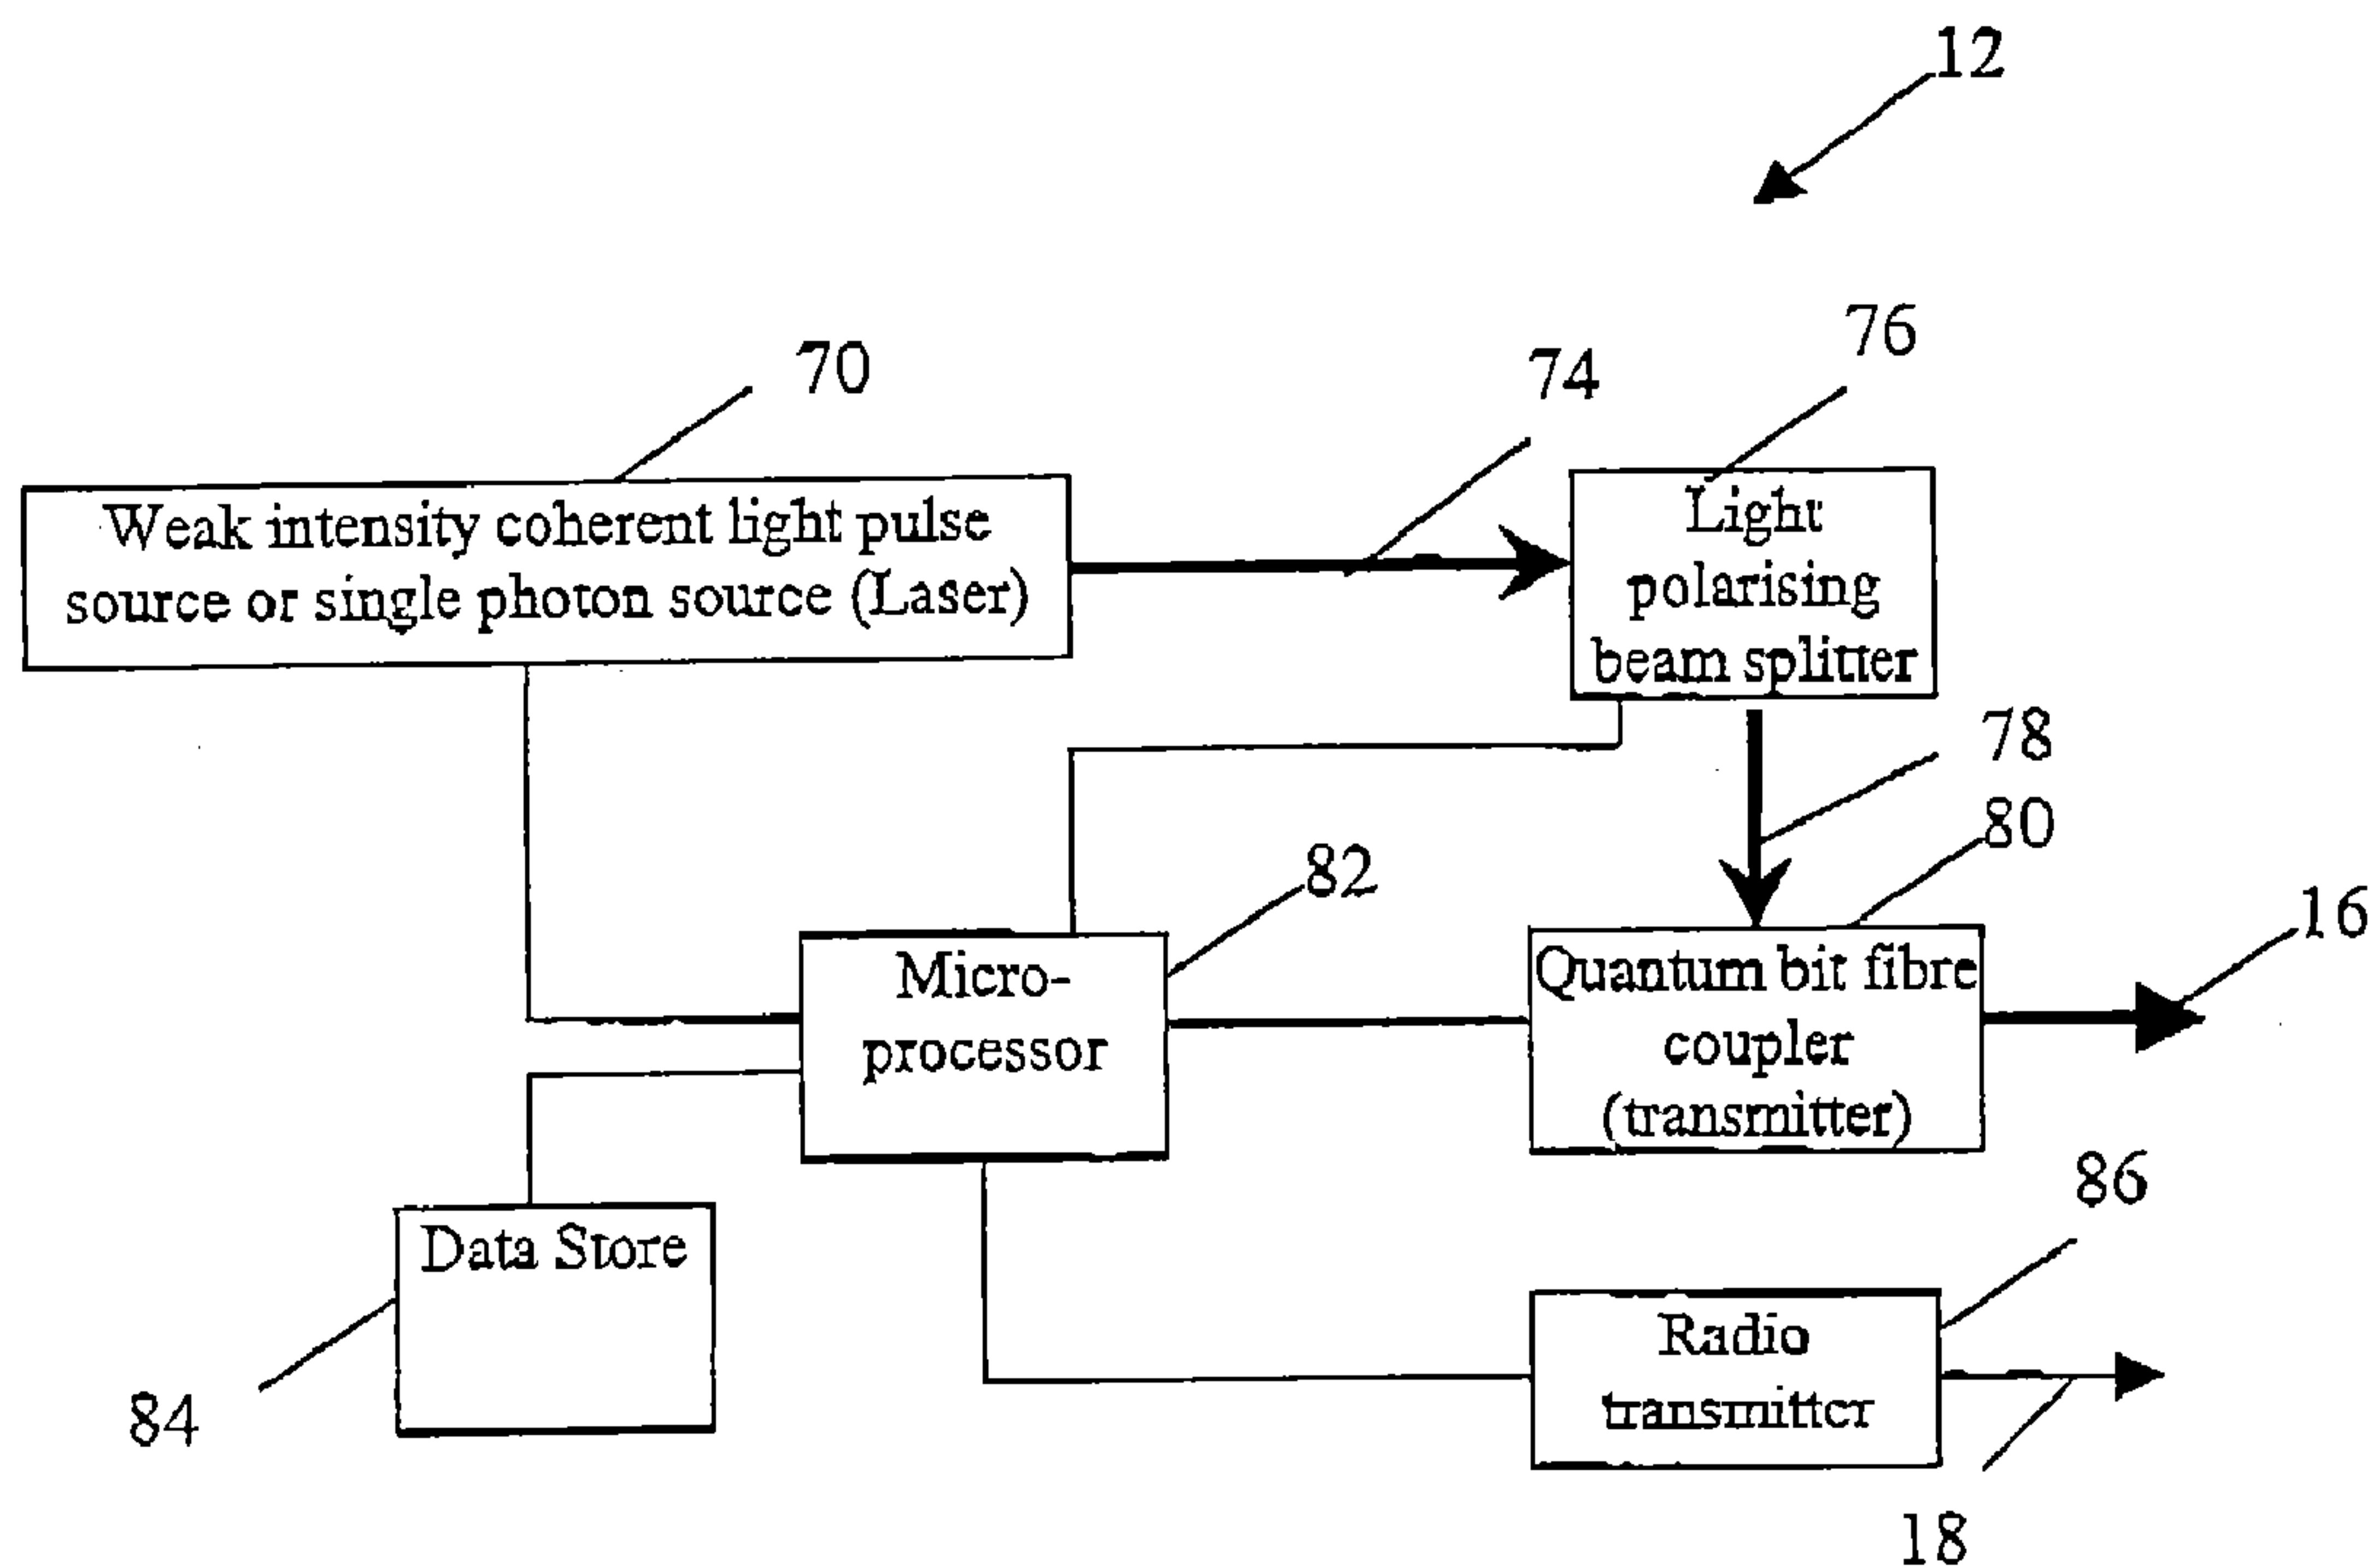 12
76
70
74
Weak intensity coherent light pulse
source or single photon source (Laser)
Light
polarising
beam splitter
78
80
82
16
Micro-
processor
Quantum bit fibre
coupler
(transmitter)
86
Data Store
Radio
transmitter
84
18